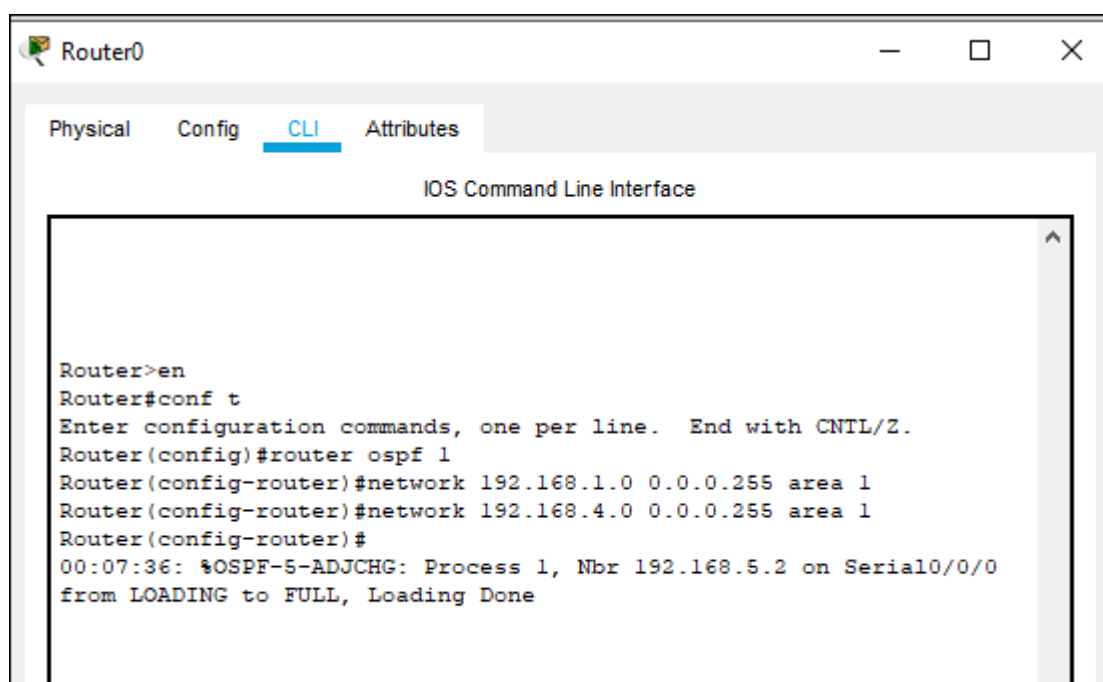 Router0
Physical Config CLI Attributes
IOS Command Line Interface
Router>en
Router#conf t
Enter configuration commands, one per line.  End with CNTL/Z.
Router(config)#router ospf 1
Router(config-router)#network 192.168.1.0 0.0.0.255 area 1
Router(config-router)#network 192.168.4.0 0.0.0.255 area 1
Router(config-router)#
00:07:36: %OSPF-5-ADJCHG: Process 1, Nbr 192.168.5.2 on Serial0/0/0
from LOADING to FULL, Loading Done